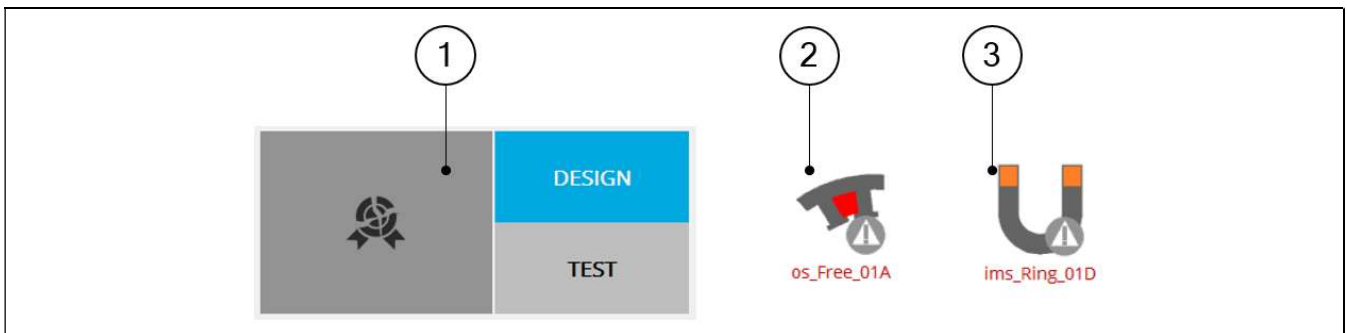 1
2
3
DESIGN
TEST
os_Free_01A
ims_Ring_01D